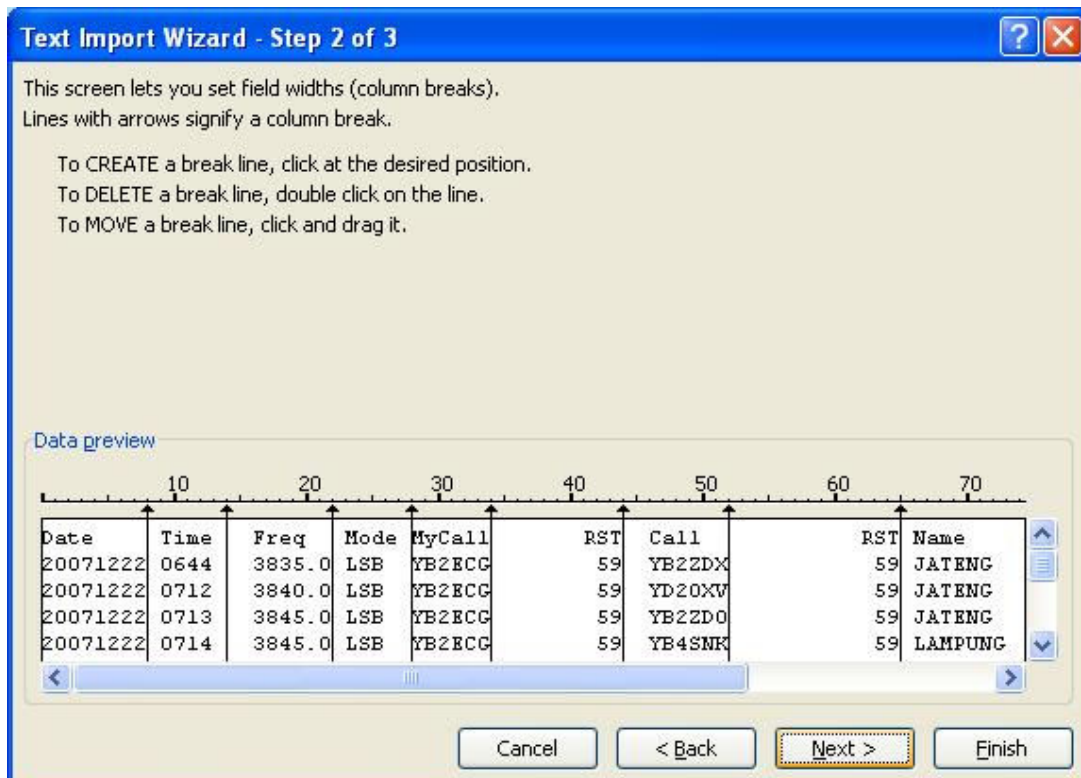 Text Import Wizard - Step 2 of 3
This screen lets you set field widths (column breaks).
Lines with arrows signify a column break.
To CREATE a break line, click at the desired position.
To DELETE a break line, double click on the line.
To MOVE a break line, click and drag it.
Data preview
10 20 30 40 50 60 70
Date Time Freq Mode MyCall RST Call RST Name
20071222 0644 3835.0 LSB YB2ECG 59 YB2ZDX 59 JATENG
20071222 0712 3840.0 LSB YB2ECG 59 YD2OXV 59 JATENG
20071222 0713 3845.0 LSB YB2ECG 59 YB2ZDO 59 JATENG
20071222 0714 3845.0 LSB YB2ECG 59 YB4SNK 59 LAMPUNG
Cancel < Back Next > Finish